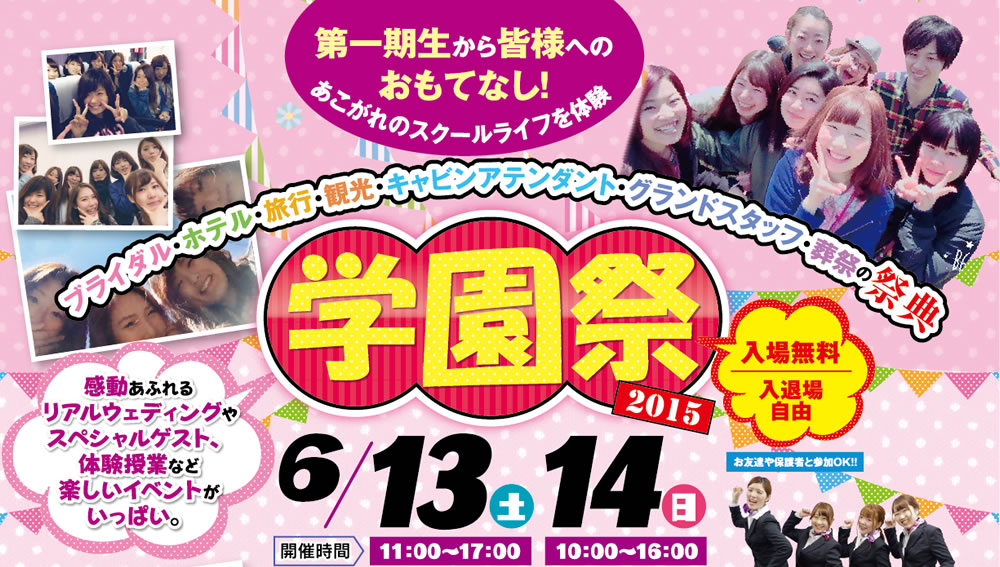 第一期生から皆様への
おもてなし!
あこがれのスクールライフを体験
ブライダル・ホテル・旅行・観光・キャビンアテンダント・グランドスタッフ・葬祭の祭典
学園祭
2015
入場無料
入退場
自由
感動あふれる
リアルウェディングや
スペシャルゲスト、
体験授業など
楽しいイベントが
いっぱい。
6/13土 14日
お友達や保護者と参加OK!!
開催時間 11:00〜17:00 10:00〜16:00